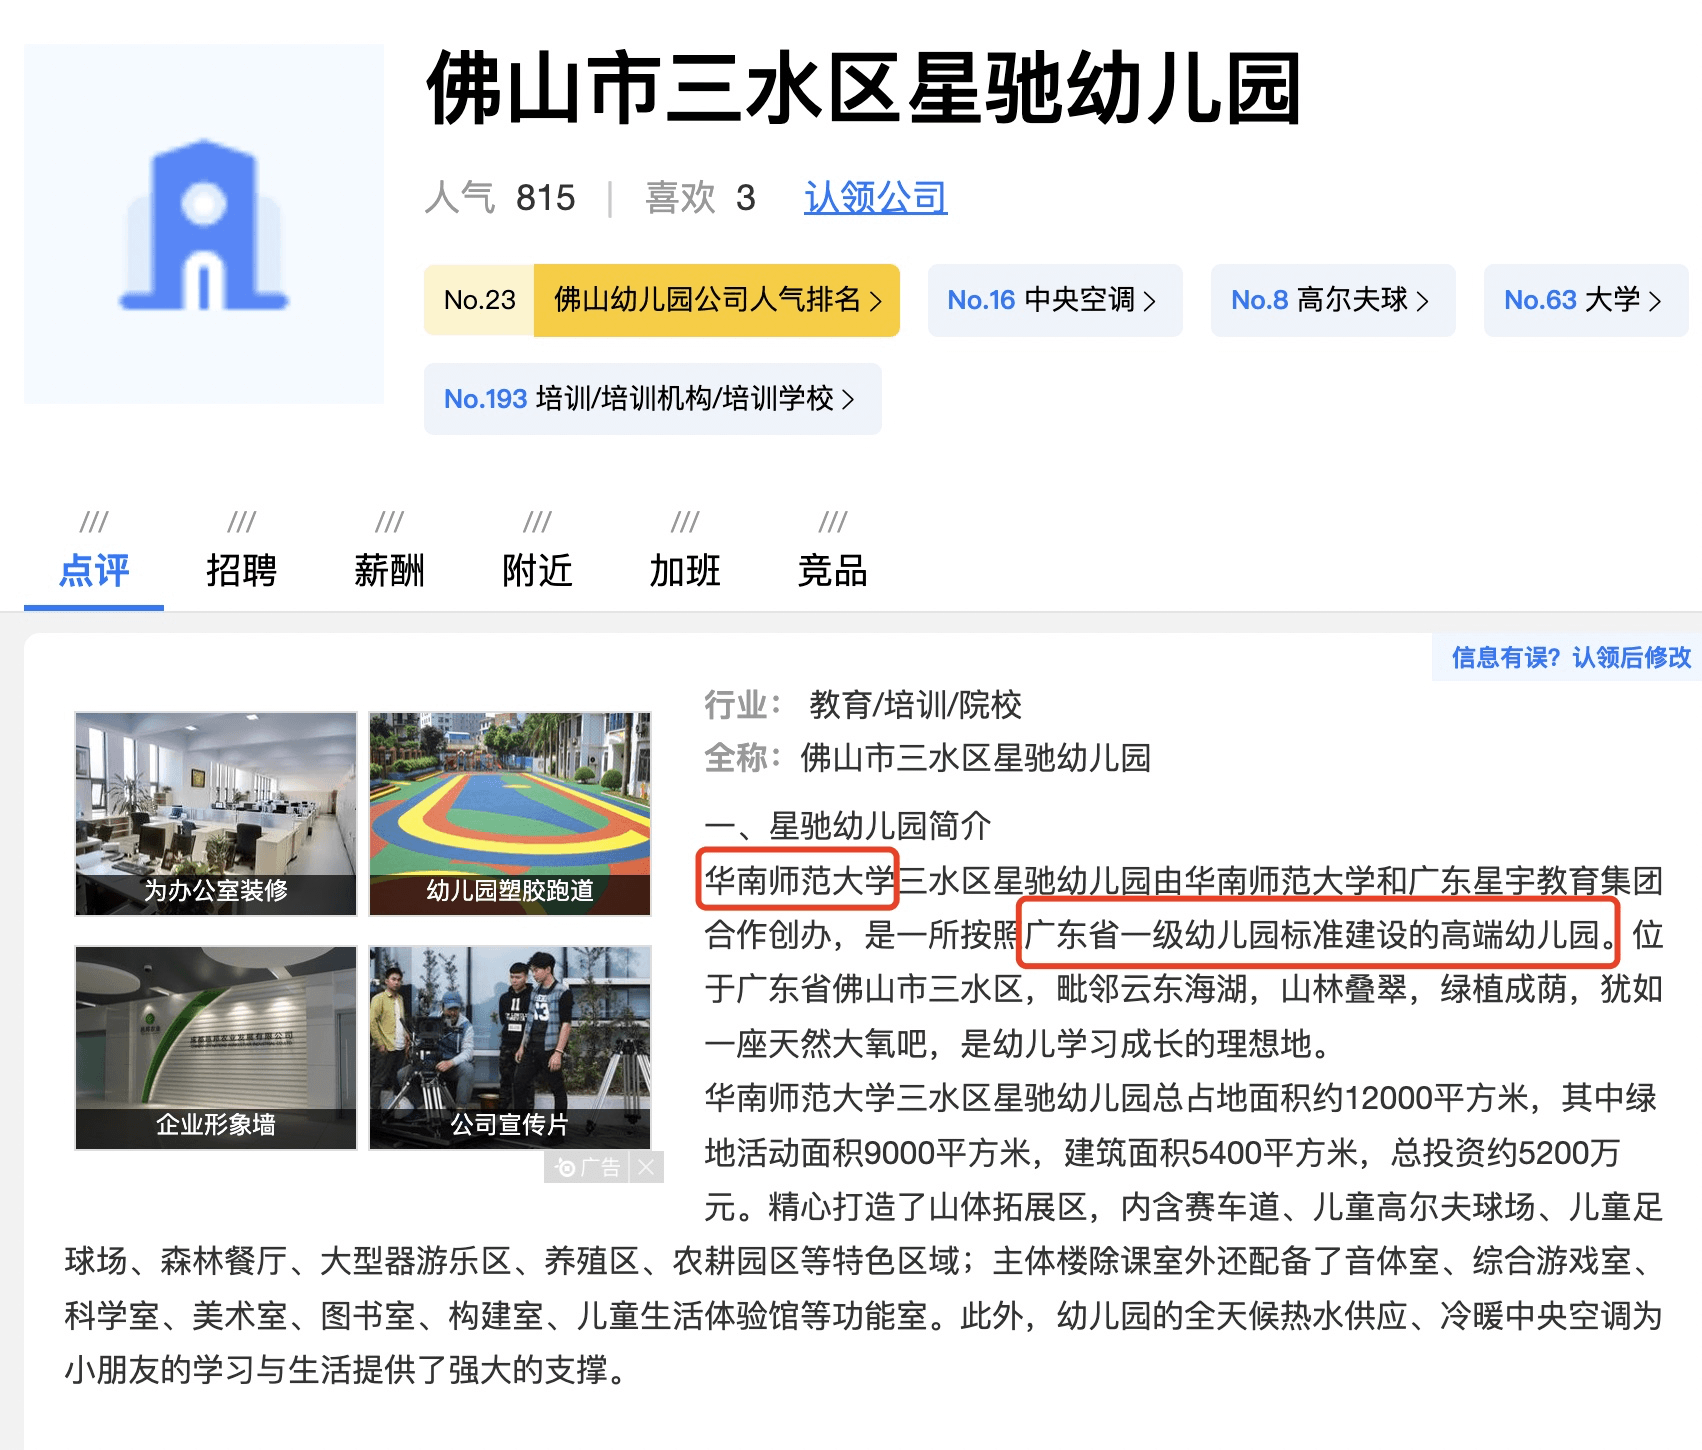 佛山市三水区星驰幼儿园
人气 815 | 喜欢 3 认领公司
No.23 佛山幼儿园公司人气排名 >
No.16 中央空调 >
No.8 高尔夫球 >
No.63 大学 >
No.193 培训/培训机构/培训学校 >
/// /// /// /// /// ///
点评 招聘 薪酬 附近 加班 竞品
信息有误？认领后修改
为办公室装修
幼儿园塑胶跑道
企业形象墙
公司宣传片
广告
行业： 教育/培训/院校
全称：佛山市三水区星驰幼儿园
一、星驰幼儿园简介
华南师范大学三水区星驰幼儿园由华南师范大学和广东星宇教育集团
合作创办，是一所按照广东省一级幼儿园标准建设的高端幼儿园。位
于广东省佛山市三水区，毗邻云东海湖，山林叠翠，绿植成荫，犹如
一座天然大氧吧，是幼儿学习成长的理想地。
华南师范大学三水区星驰幼儿园总占地面积约12000平方米，其中绿
地活动面积9000平方米，建筑面积5400平方米，总投资约5200万
元。精心打造了山体拓展区，内含赛车道、儿童高尔夫球场、儿童足
球场、森林餐厅、大型器游乐区、养殖区、农耕园区等特色区域；主体楼除课室外还配备了音体室、综合游戏室、
科学室、美术室、图书室、构建室、儿童生活体验馆等功能室。此外，幼儿园的全天候热水供应、冷暖中央空调为
小朋友的学习与生活提供了强大的支撑。